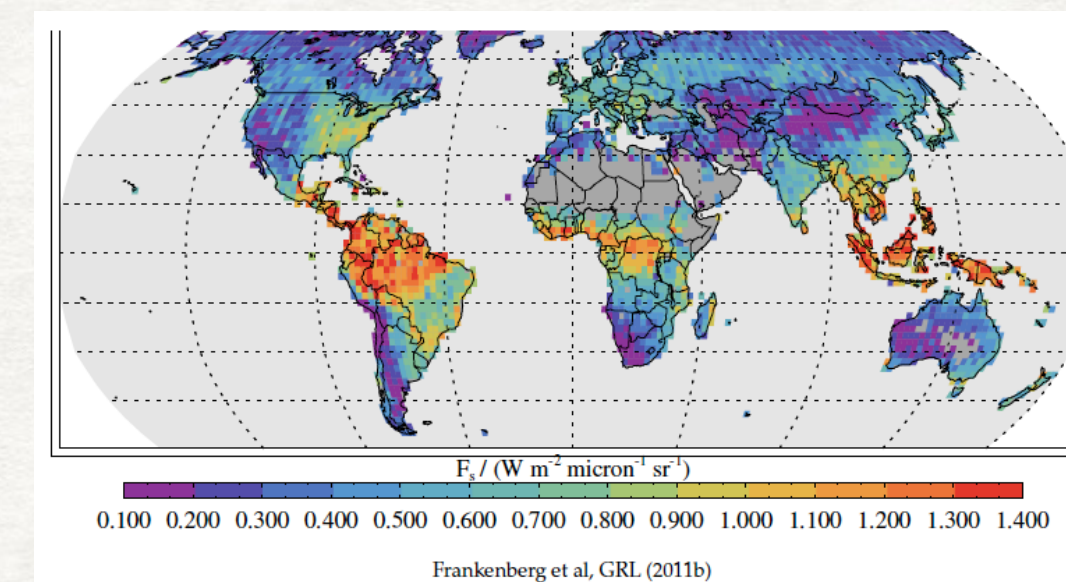 F_s / (W m⁻² micron⁻¹ sr⁻¹)
0.100 0.200 0.300 0.400 0.500 0.600 0.700 0.800 0.900 1.000 1.100 1.200 1.300 1.400
Frankenberg et al, GRL (2011b)